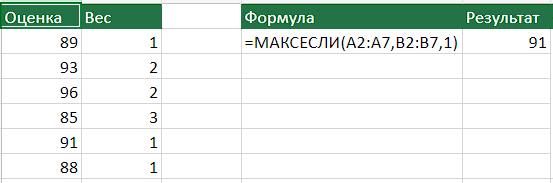 Оценка Вес Формула Результат
89 1 =МАКСЕСЛИ(A2:A7,B2:B7,1) 91
93 2
96 2
85 3
91 1
88 1